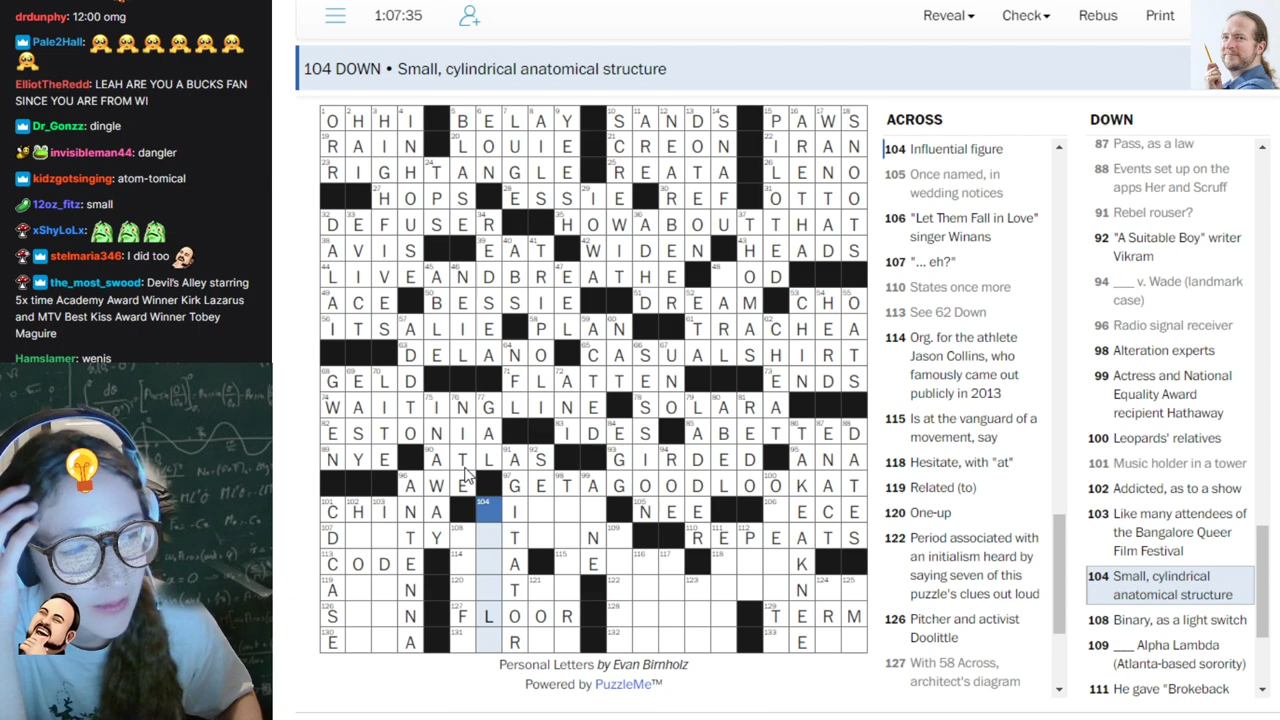 drdunphy: 12:00 omg
Pale2Hall:
ElliotTheRedd: LEAH ARE YOU A BUCKS FAN
SINCE YOU ARE FROM WI
Dr_Gonzz: dingle
invisibleman44: dangler
kidzgotsinging: atom-tomical
12oz_fitz: small
xShyLoLx:
stelmaria346: I did too
the_most_swood: Devil's Alley starring
5x time Academy Award Winner Kirk Lazarus
and MTV Best Kiss Award Winner Tobey
Maguire
Hamslamer: wenis
1:07:35
Reveal
Check
Rebus
Print
104 DOWN • Small, cylindrical anatomical structure
OHHI BELAY SANDS PAWS
RAIN LOUIE CREON IRAN
RIGHTANGLE REATA LENO
HOPS ESSIE REF OTTO
DEFUSER HOWABOUTTHAT
AVIS EAT WIDEN HEADS
LIVEANDBREATHE OD
ACE BESSIE DREAM CHO
ITSALIE PLAN TRACHEA
DELANO CASUALSHIRT
GELD FLATTEN ENDS
WAITINGLINE SOLARA
ESTONIA IDES ABETTED
NYE ATLAS GIRDED ANA
AWE GETAGOODLOOKAT
CHINA I NEE ECE
D TY T N REPEATS
CODE A E K
A N T N
S N FLOOR TERM
E A R E
Personal Letters by Evan Birnholz
Powered by PuzzleMe™
ACROSS
104 Influential figure
105 Once named, in
wedding notices
106 "Let Them Fall in Love"
singer Winans
107 "... eh?"
110 States once more
113 See 62 Down
114 Org. for the athlete
Jason Collins, who
famously came out
publicly in 2013
115 Is at the vanguard of a
movement, say
118 Hesitate, with "at"
119 Related (to)
120 One-up
122 Period associated with
an initialism heard by
saying seven of this
puzzle's clues out loud
126 Pitcher and activist
Doolittle
127 With 58 Across,
architect's diagram
DOWN
87 Pass, as a law
88 Events set up on the
apps Her and Scruff
91 Rebel rouser?
92 "A Suitable Boy" writer
Vikram
94 ___ v. Wade (landmark
case)
96 Radio signal receiver
98 Alteration experts
99 Actress and National
Equality Award
recipient Hathaway
100 Leopards' relatives
101 Music holder in a tower
102 Addicted, as to a show
103 Like many attendees of
the Bangalore Queer
Film Festival
104 Small, cylindrical
anatomical structure
108 Binary, as a light switch
109 ___ Alpha Lambda
(Atlanta-based sorority)
111 He gave "Brokeback